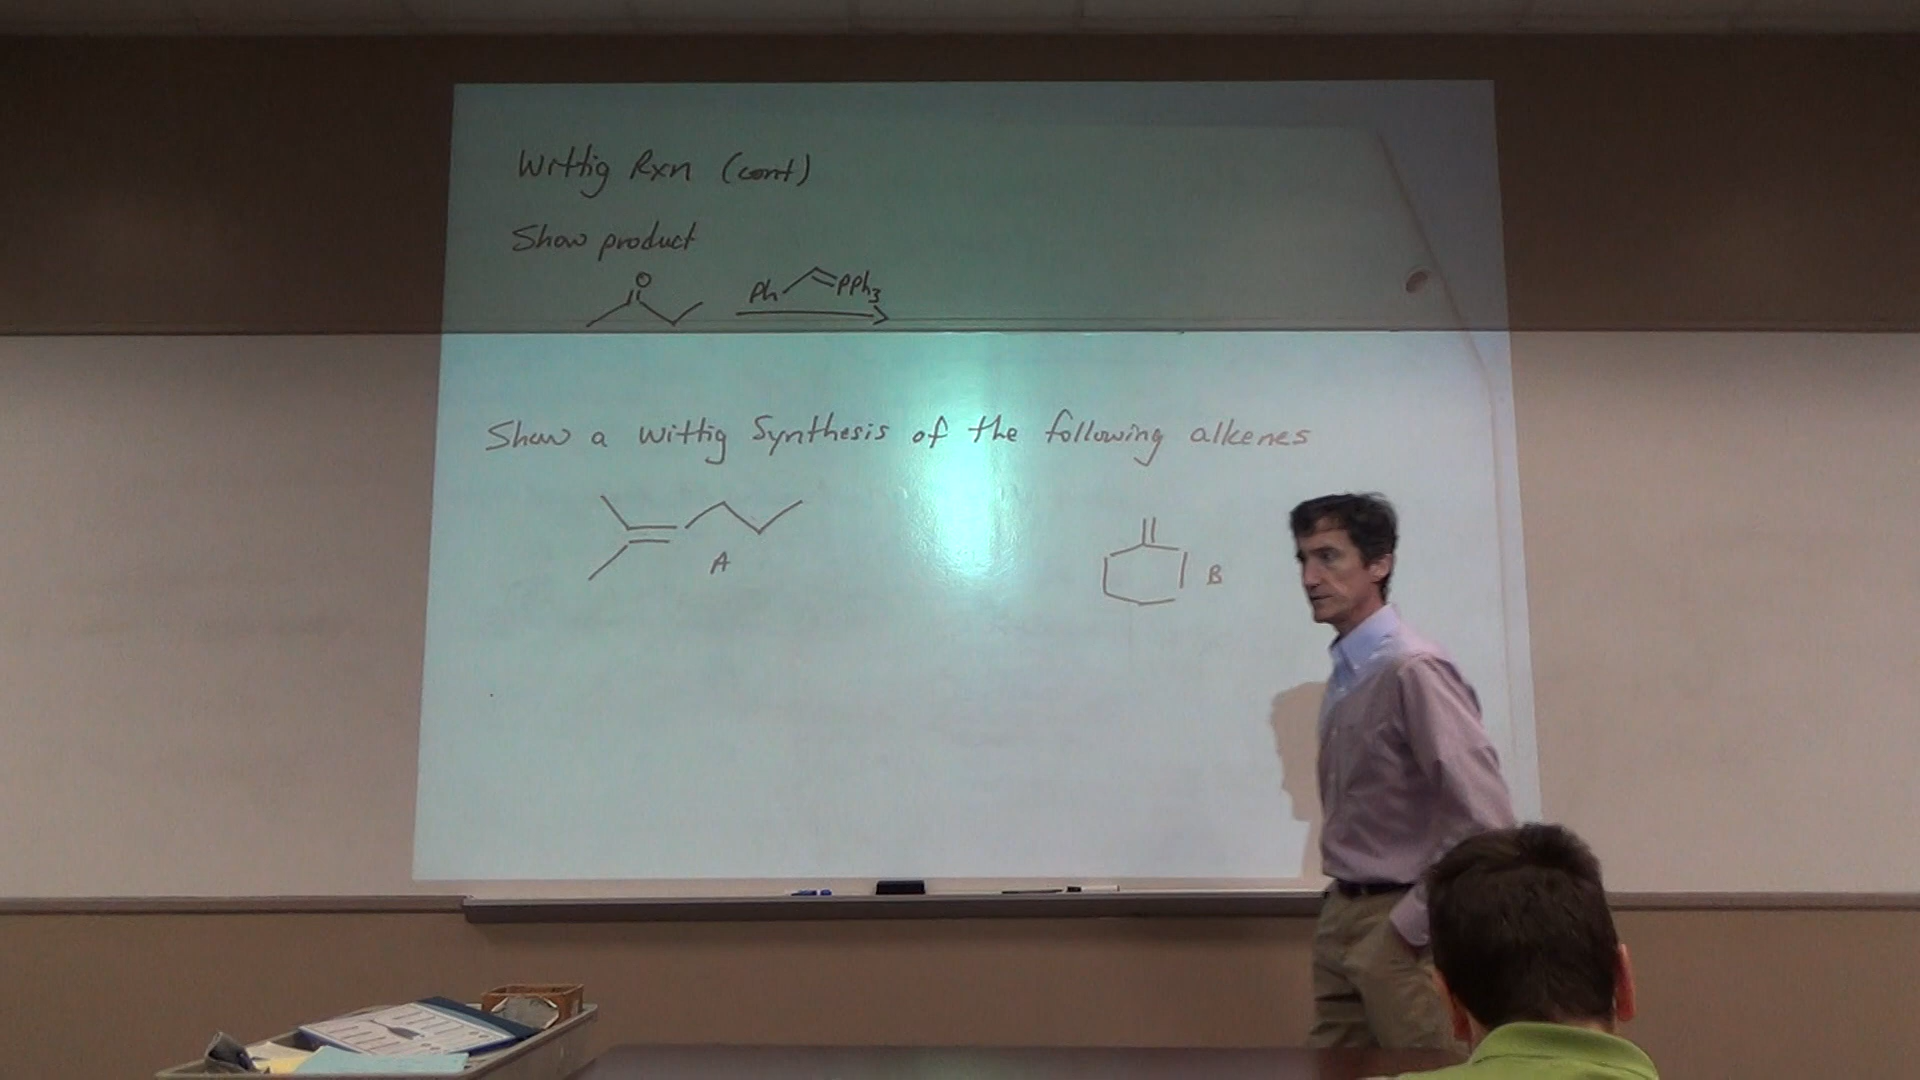 Wittig Rxn (cont)
Show product
O
Ph PPh3
Show a Wittig Synthesis of the following alkenes
A
B